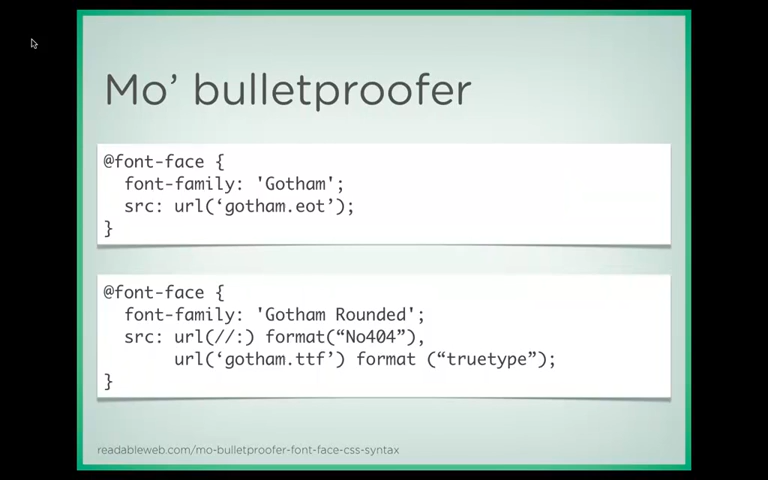 Mo’ bulletproofer
@font-face {
  font-family: 'Gotham';
  src: url(‘gotham.eot’);
}
@font-face {
  font-family: 'Gotham Rounded';
  src: url(//:) format(“No404”),
       url(‘gotham.ttf’) format (“truetype”);
}
readableweb.com/mo-bulletproofer-font-face-css-syntax